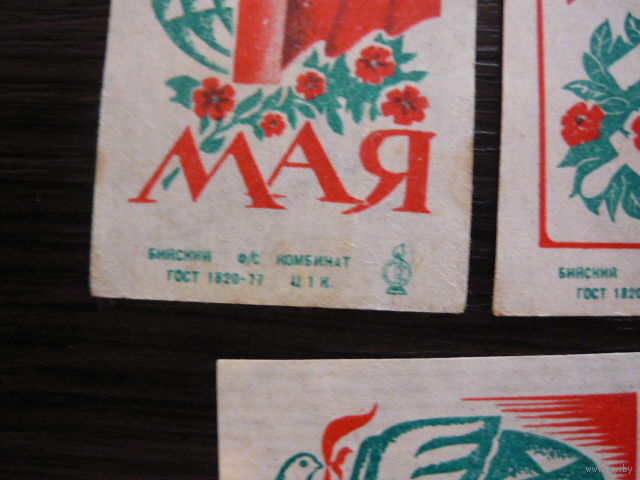 МАЯ
БИЙСКИЙ Ф/С КОМБИНАТ
ГОСТ 1820-77 Ц. 1 К.
БИЙСКИЙ
ГОСТ 1820